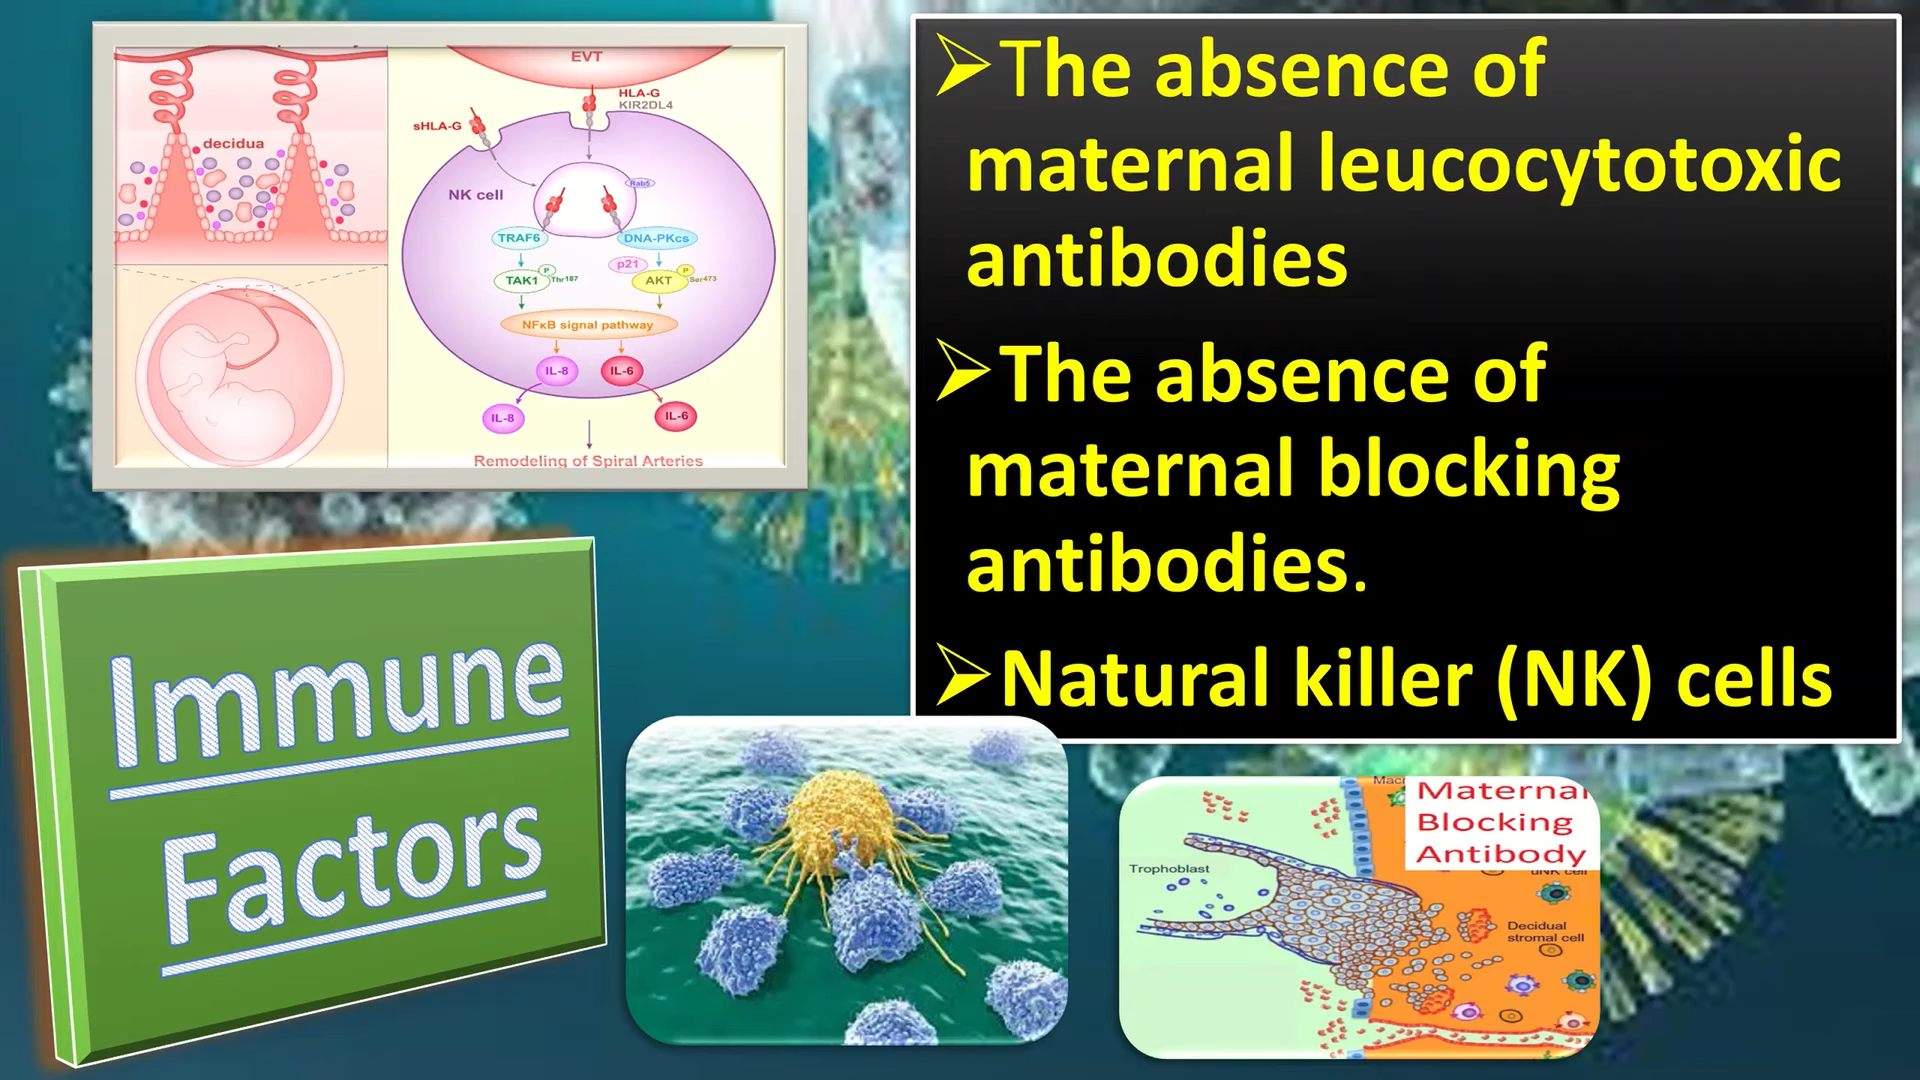 ➢The absence of
maternal leucocytotoxic
antibodies
➢The absence of
maternal blocking
antibodies.
➢Natural killer (NK) cells
Immune
Factors
decidua
EVT
HLA-G
KIR2DL4
sHLA-G
NK cell
Rab5
TRAF6
DNA-PKcs
p21
P
P
TAK1
Thr187
AKT
Ser473
NFκB signal pathway
IL-8
IL-6
IL-8
IL-6
Remodeling of Spiral Arteries
Maternal
Blocking
Antibody
Trophoblast
Decidual
stromal cell